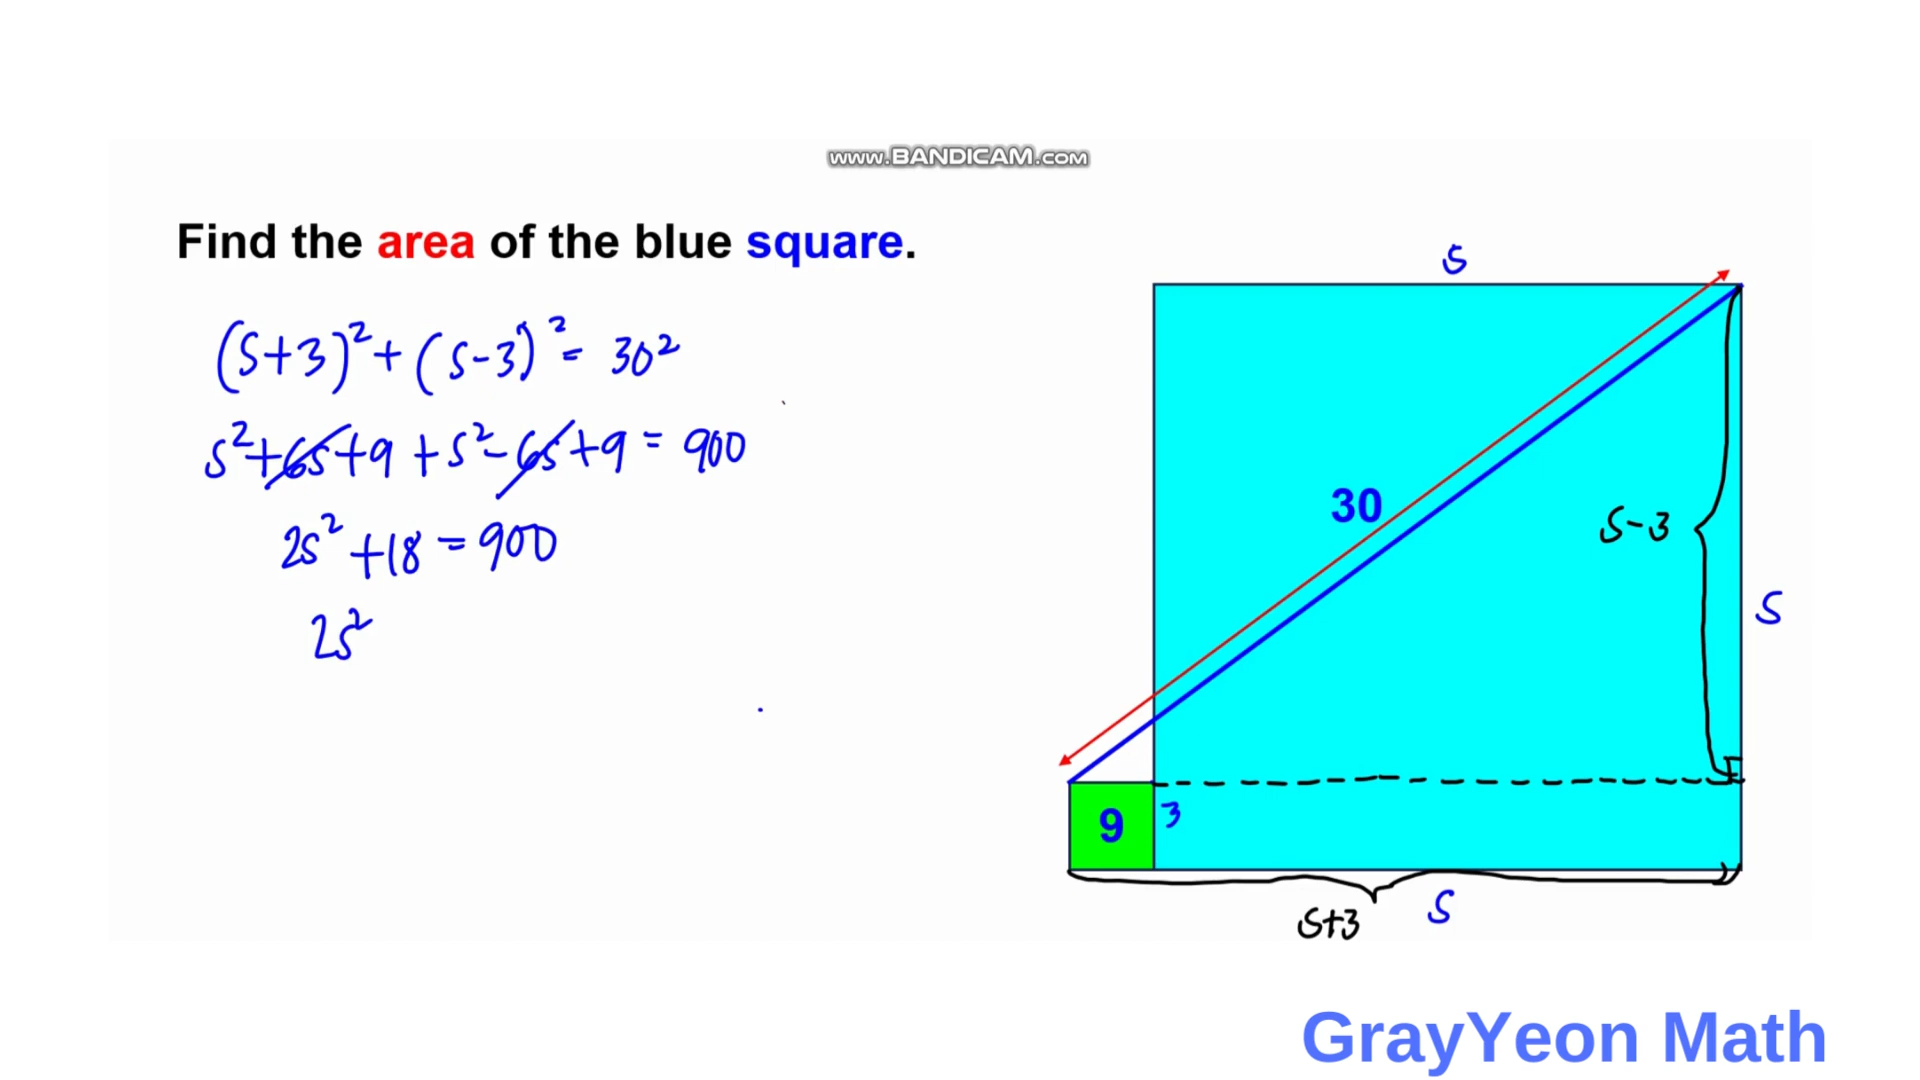 www.BANDICAM.com
Find the area of the blue square.
(s+3)²+(s-3)²= 30²
s²+6s+9+s²-6s+9=900
2s²+18=900
2s²
s
30
s-3
s
9
3
s+3
s
GrayYeon Math